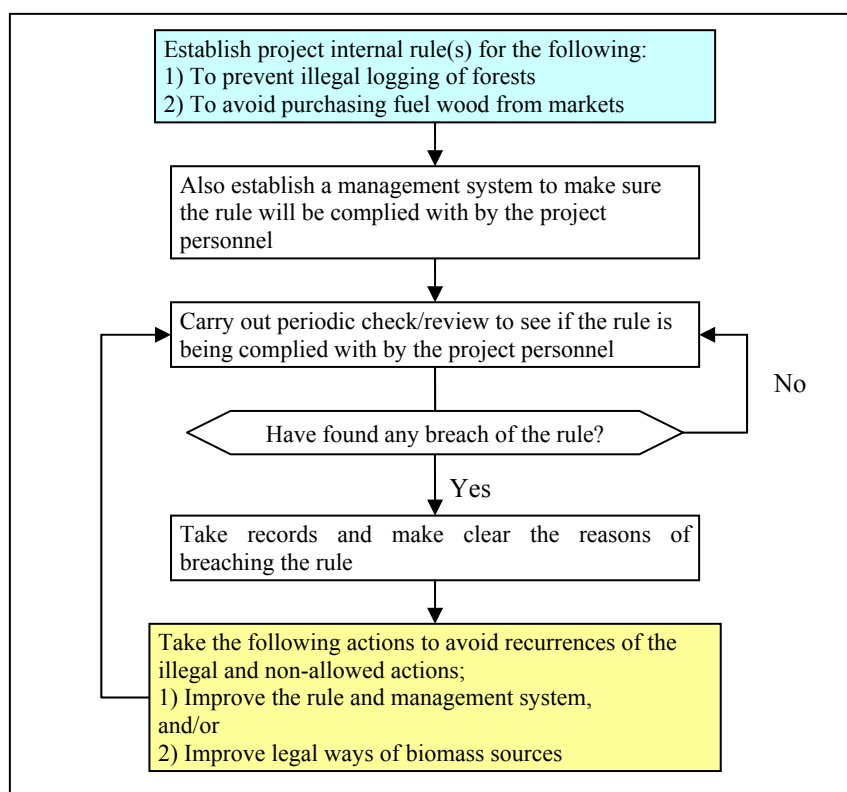 Establish project internal rule(s) for the following:
1) To prevent illegal logging of forests
2) To avoid purchasing fuel wood from markets
Also establish a management system to make sure
the rule will be complied with by the project
personnel
Carry out periodic check/review to see if the rule is
being complied with by the project personnel
No
Have found any breach of the rule?
Yes
Take records and make clear the reasons of
breaching the rule
Take the following actions to avoid recurrences of the
illegal and non-allowed actions;
1) Improve the rule and management system,
and/or
2) Improve legal ways of biomass sources